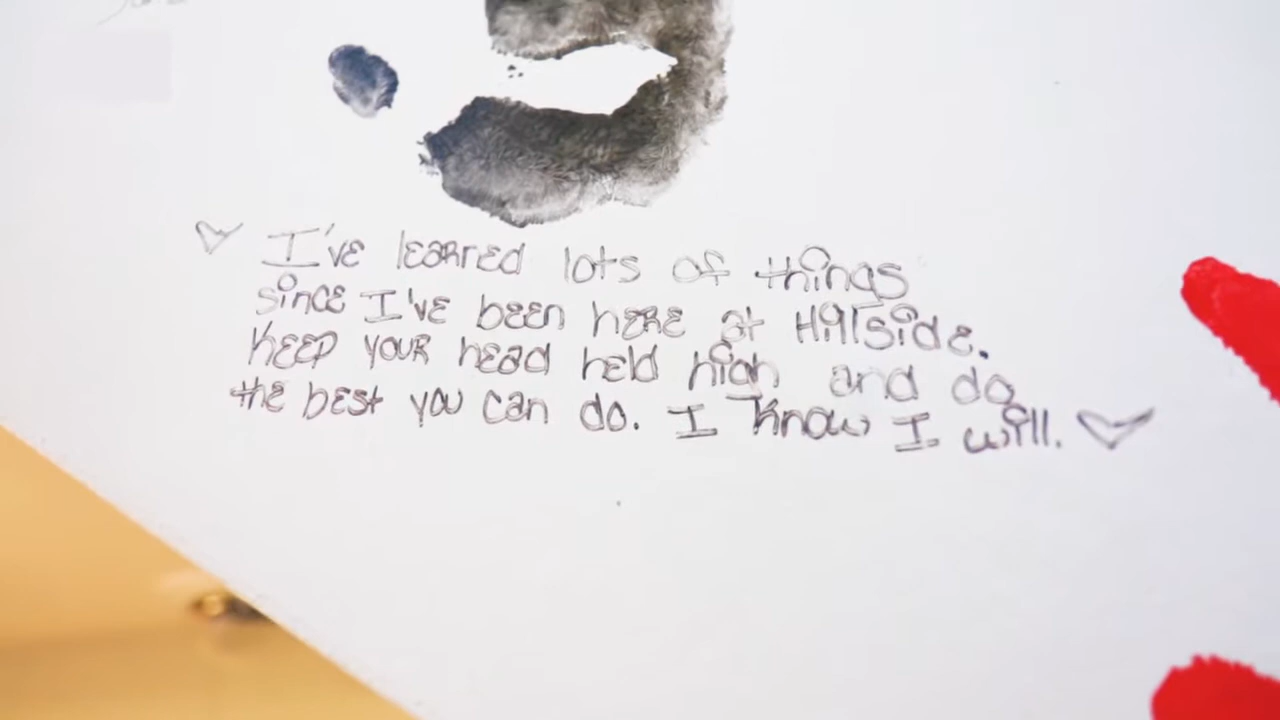 ♡ I've learned lots of things
since I've been here at Hillside.
Keep your head held high and do
the best you can do. I know I will. ♡